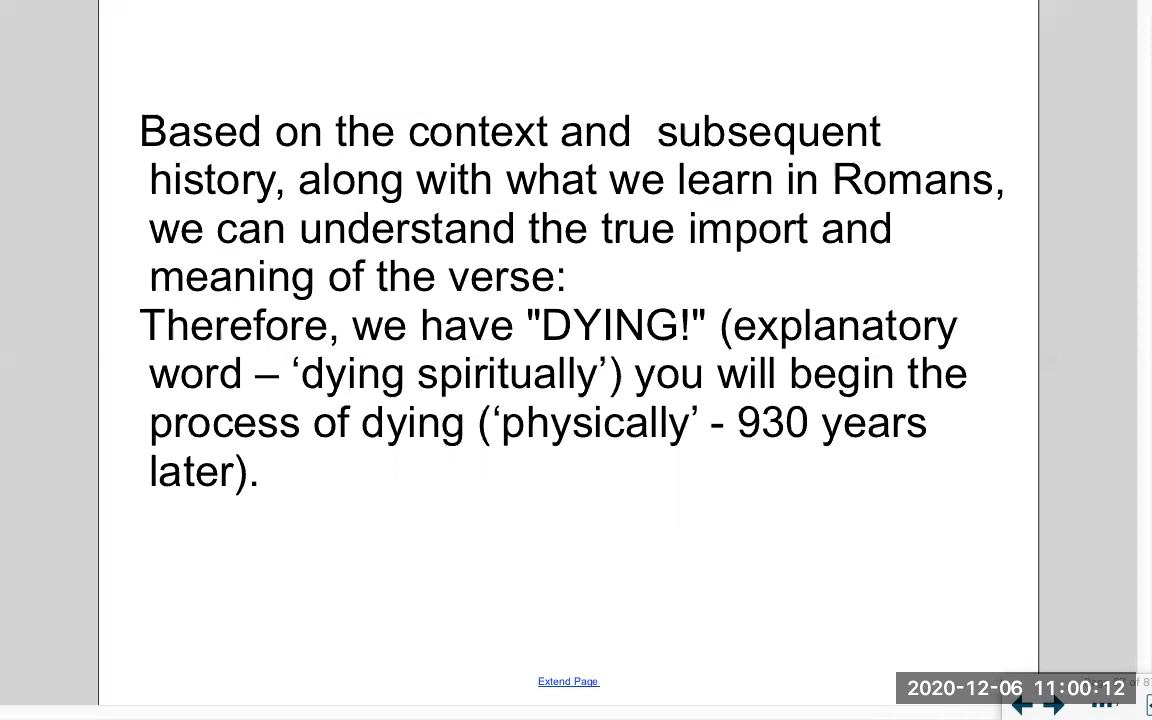 Based on the context and  subsequent
history, along with what we learn in Romans,
we can understand the true import and
meaning of the verse:
Therefore, we have "DYING!" (explanatory
word – ‘dying spiritually’) you will begin the
process of dying (‘physically’ - 930 years
later).
Extend Page
2020-12-06 11:00:12